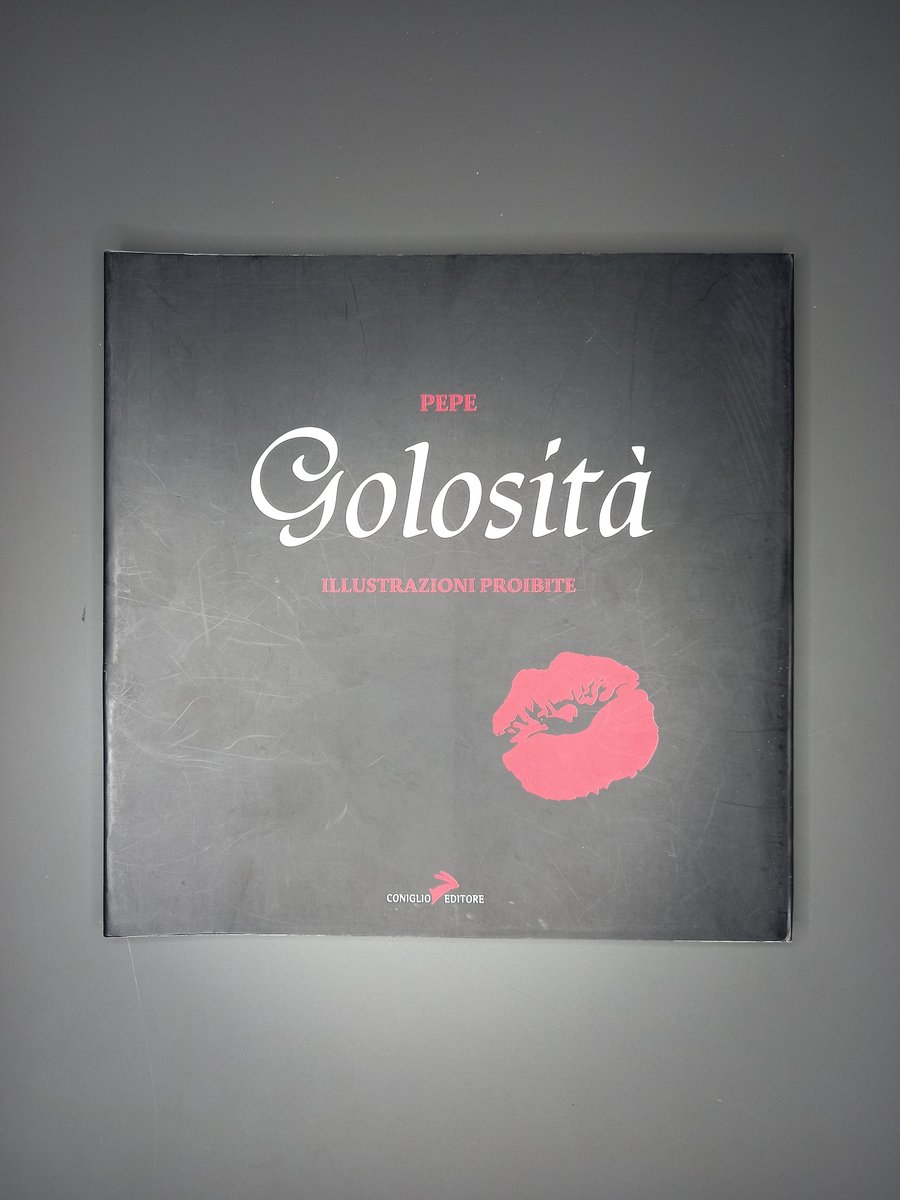 PEPE
Golosità
ILLUSTRAZIONI PROIBITE
CONIGLIO EDITORE